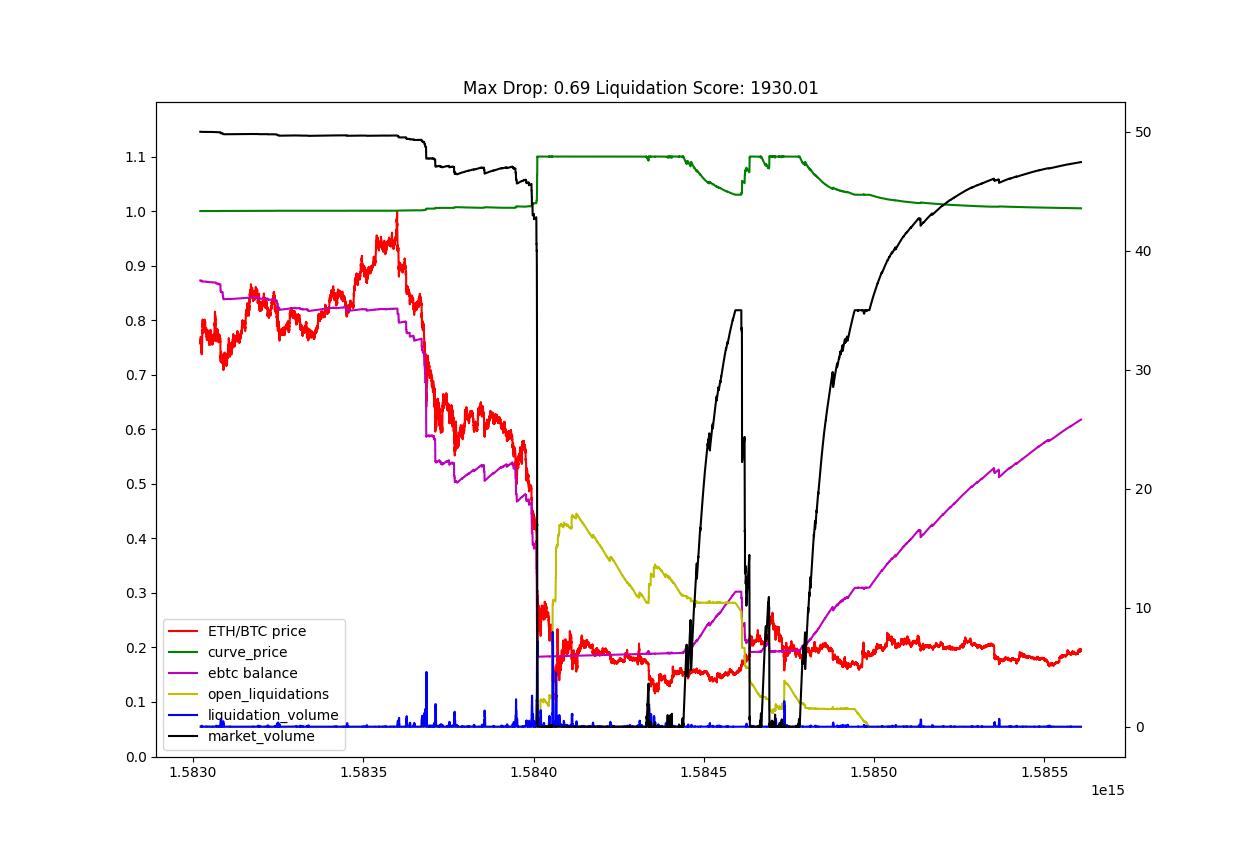 Max Drop: 0.69 Liquidation Score: 1930.01
1.1
1.0
0.9
0.8
0.7
0.6
0.5
0.4
0.3
0.2
0.1
0.0
50
40
30
20
10
0
ETH/BTC price
curve_price
ebtc balance
open_liquidations
liquidation_volume
market_volume
1.5830 1.5835 1.5840 1.5845 1.5850 1.5855
1e15